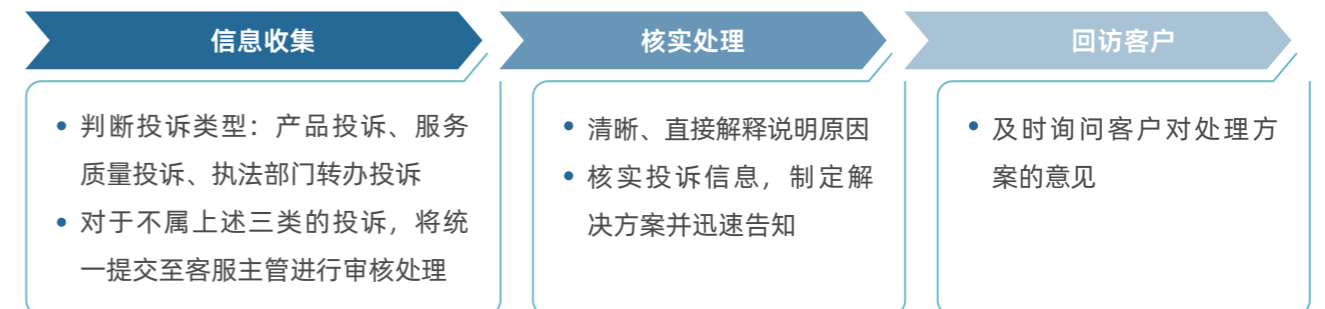 信息收集
判断投诉类型：产品投诉、服务
质量投诉、执法部门转办投诉
对于不属上述三类的投诉，将统
一提交至客服主管进行审核处理
核实处理
清晰、直接解释说明原因
核实投诉信息，制定解
决方案并迅速告知
回访客户
及时询问客户对处理方
案的意见